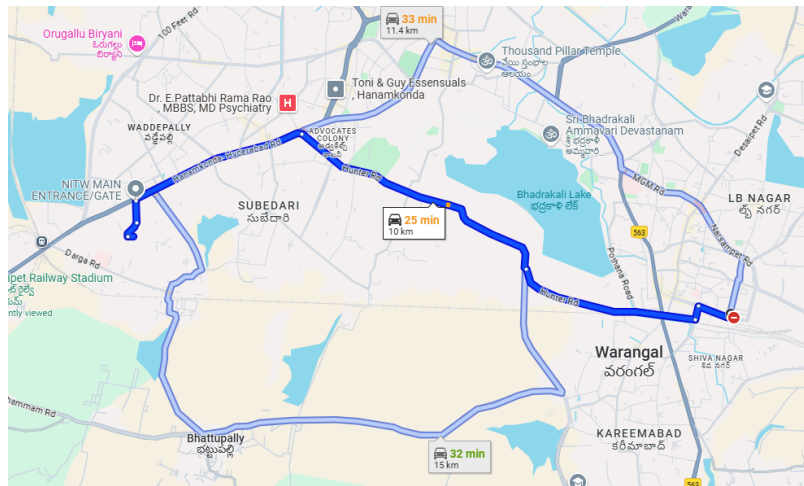 33 min
11.4 km
Orugallu Biryani
ఓరుగల్లు
బిర్యాని
100 Feet Rd
Thousand Pillar Temple
వేయి స్తంభాల
ఆలయం
Toni & Guy Essensuals
, Hanamkonda
Dr. E.Pattabhi Rama Rao
, MBBS, MD Psychiatry
Sri Bhadrakali
Ammavari Devastanam
శ్రీ భద్రకాళి
అమ్మవారి
Desaipet Rd
WADDEPALLY
వడ్డేపల్లి
ADVOCATES
COLONY
Hanamkonda Hyderabad Rd
Hunter Rd
MGM Rd
NITW MAIN
ENTRANCE/GATE
Bhadrakali Lake
భద్రకాళి లేక్
LB NAGAR
ల్బ్ నగర్
SUBEDARI
సుబేదారి
25 min
10 km
563
Narsampet Rd
Darga Rd
ipet Railway Stadium
ently viewed
Pothana Road
Hunter Rd
Warangal
వరంగల్
SHIVA NAGAR
శివ నగర్
hammam Rd
Bhattupally
భట్టుపల్లి
KAREEMABAD
కరీమాబాద్
32 min
15 km
563